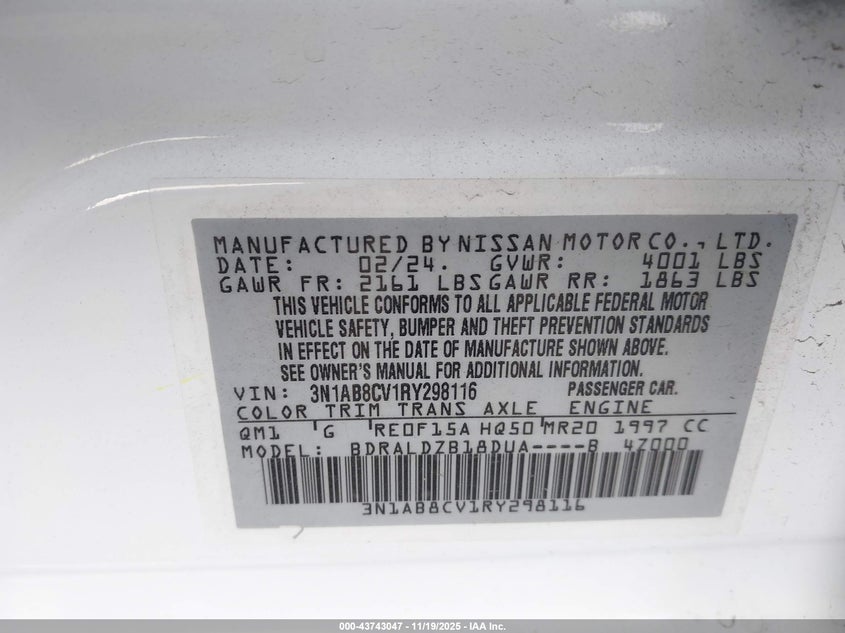 MANUFACTURED BY NISSAN MOTOR CO., LTD.
DATE: 02/24. GVWR: 4001 LBS
GAWR FR: 2161 LBS GAWR RR: 1863 LBS
THIS VEHICLE CONFORMS TO ALL APPLICABLE FEDERAL MOTOR
VEHICLE SAFETY, BUMPER AND THEFT PREVENTION STANDARDS
IN EFFECT ON THE DATE OF MANUFACTURE SHOWN ABOVE.
SEE OWNER'S MANUAL FOR ADDITIONAL INFORMATION.
VIN: 3N1AB8CV1RY298116 PASSENGER CAR.
COLOR TRIM TRANS AXLE ENGINE
QM1 G RE0F15A HQ50 MR20 1997 CC
MODEL: BDRALDZB18DUA----B 4Z000
3N1AB8CV1RY298116
000-43743047 - 11/19/2025 - IAA Inc.